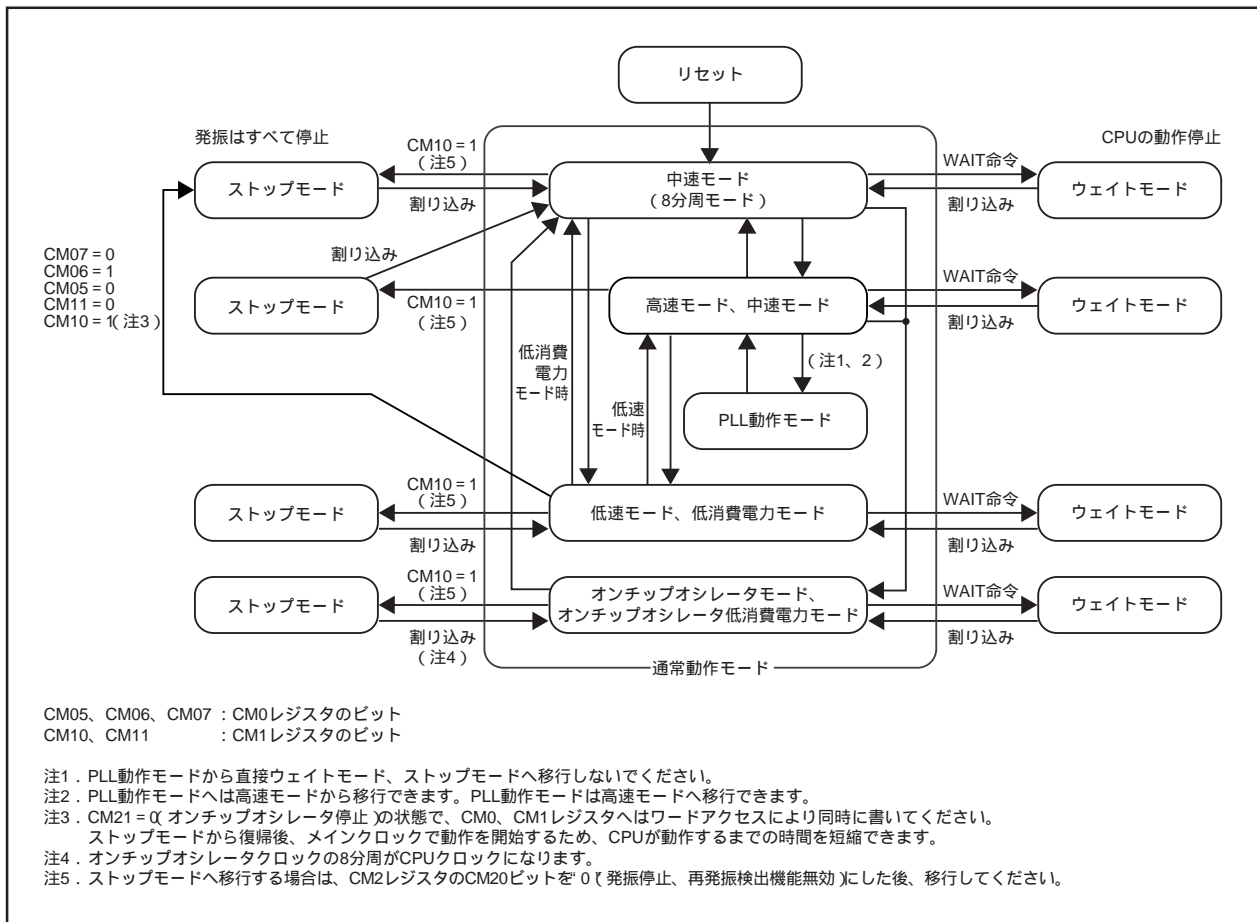 リセット
発振はすべて停止
CPUの動作停止
CM10 = 1
(注5)
WAIT命令
ストップモード
中速モード
(8分周モード)
ウェイトモード
割り込み
割り込み
CM07 = 0
CM06 = 1
CM05 = 0
CM11 = 0
CM10 = 1(注3)
割り込み
CM10 = 1
(注5)
WAIT命令
ストップモード
高速モード、中速モード
ウェイトモード
割り込み
低消費
電力
モード時
(注1、2)
低速
モード時
PLL動作モード
CM10 = 1
(注5)
WAIT命令
ストップモード
低速モード、低消費電力モード
ウェイトモード
割り込み
割り込み
CM10 = 1
(注5)
WAIT命令
ストップモード
オンチップオシレータモード、
オンチップオシレータ低消費電力モード
ウェイトモード
割り込み
(注4)
割り込み
通常動作モード
CM05、CM06、CM07 : CM0レジスタのビット
CM10、CM11 : CM1レジスタのビット
注1. PLL動作モードから直接ウェイトモード、ストップモードへ移行しないでください。
注2. PLL動作モードへは高速モードから移行できます。PLL動作モードは高速モードへ移行できます。
注3. CM21 = 0(オンチップオシレータ停止)の状態で、CM0、CM1レジスタへはワードアクセスにより同時に書いてください。
ストップモードから復帰後、メインクロックで動作を開始するため、CPUが動作するまでの時間を短縮できます。
注4. オンチップオシレータクロックの8分周がCPUクロックになります。
注5. ストップモードへ移行する場合は、CM2レジスタのCM20ビットを“0”(発振停止、再発振検出機能無効)にした後、移行してください。